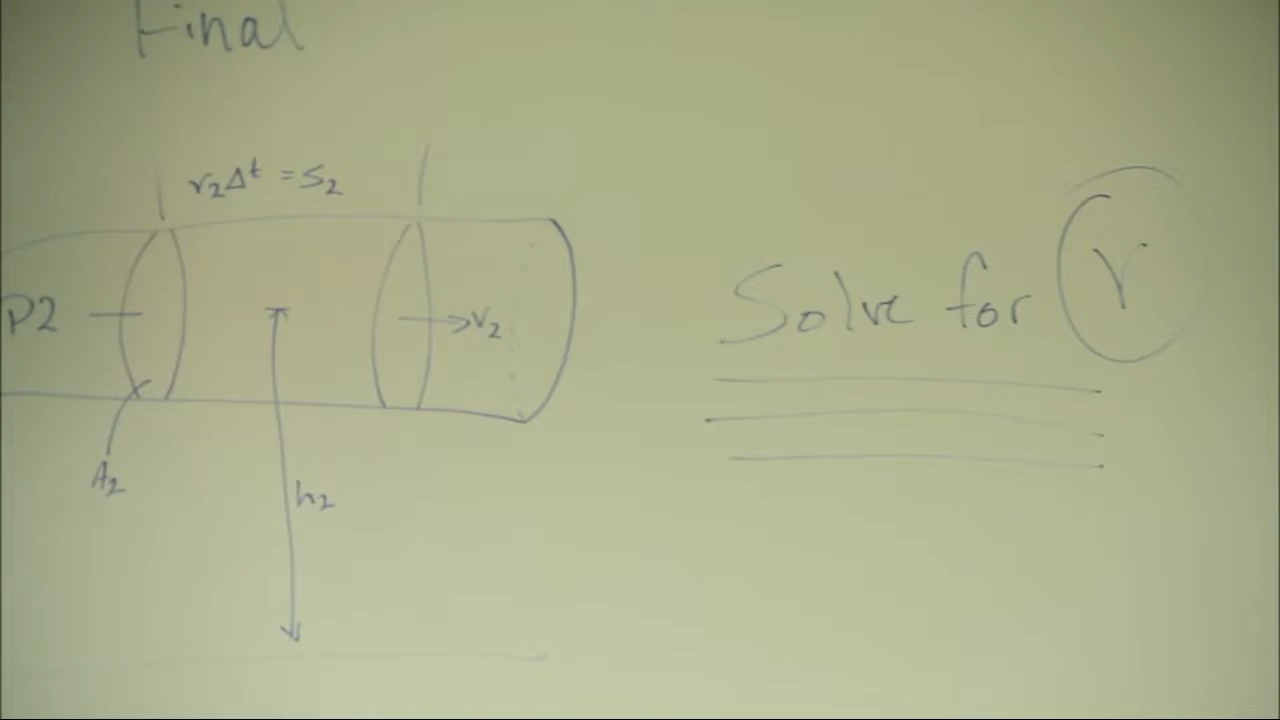 Final
v₂Δt = S₂
P2
v₂
A₂
h₂
Solve for r